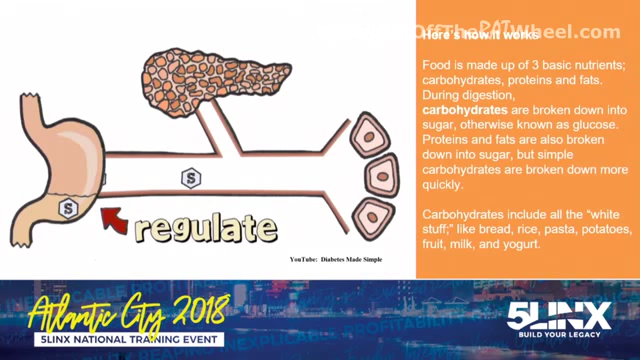 OffTheRATWheel.com
Here's how it works
Food is made up of 3 basic nutrients;
carbohydrates, proteins and fats.
During digestion,
carbohydrates are broken down into
sugar, otherwise known as glucose.
Proteins and fats are also broken
down into sugar, but simple
carbohydrates are broken down more
quickly.
Carbohydrates include all the “white
stuff;” like bread, rice, pasta, potatoes,
fruit, milk, and yogurt.
S
S
regulate
YouTube: Diabetes Made Simple
Atlantic City 2018
5LINX NATIONAL TRAINING EVENT
5LINX
BUILD YOUR LEGACY